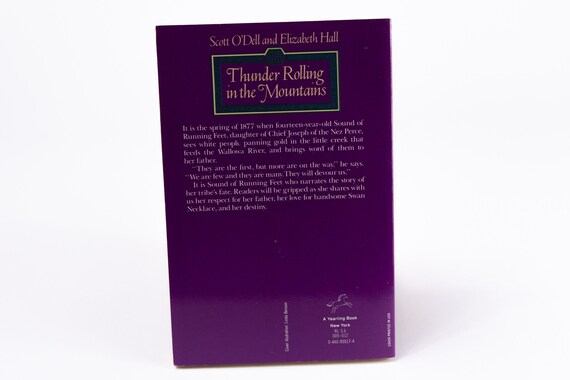 Scott O'Dell and Elizabeth Hall
Thunder Rolling
in the Mountains
It is the spring of 1877 when fourteen-year-old Sound of
Running Feet, daughter of Chief Joseph of the Nez Perce,
sees white people panning gold in the little creek that
feeds the Wallowa River, and brings word of them to
her father.
"They are the first, but more are on the way," he says.
"We are few and they are many. They will devour us."
It is Sound of Running Feet who narrates the story of
her tribe's fate. Readers will be gripped as she shares with
us her respect for her father, her love for handsome Swan
Necklace, and her destiny.
A Yearling Book
New York